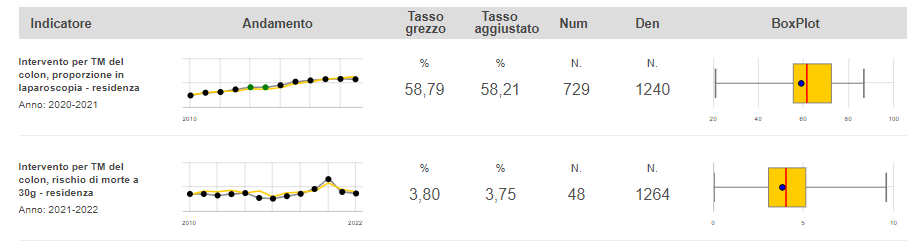 Indicatore Andamento Tasso grezzo Tasso aggiustato Num Den BoxPlot
Intervento per TM del
colon, proporzione in
laparoscopia - residenza
Anno: 2020-2021
2010
% % N. N.
58,79 58,21 729 1240
20 40 60 80 100
Intervento per TM del
colon, rischio di morte a
30g - residenza
Anno: 2021-2022
2010 2022
% % N. N.
3,80 3,75 48 1264
0 5 10